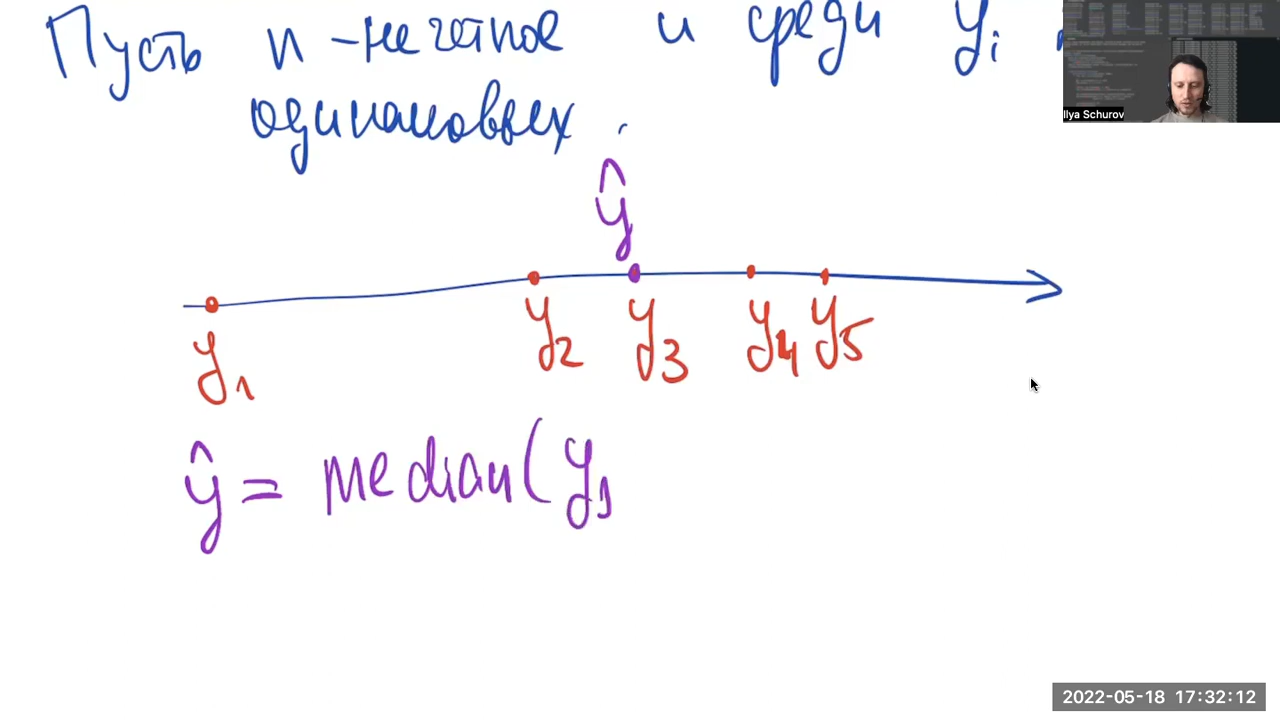 Пусть n - нечетное и среди yᵢ
одинаковых.
ŷ
y₁ y₂ y₃ y₄ y₅
ŷ = median(y₁
Ilya Schurov
2022-05-18 17:32:12